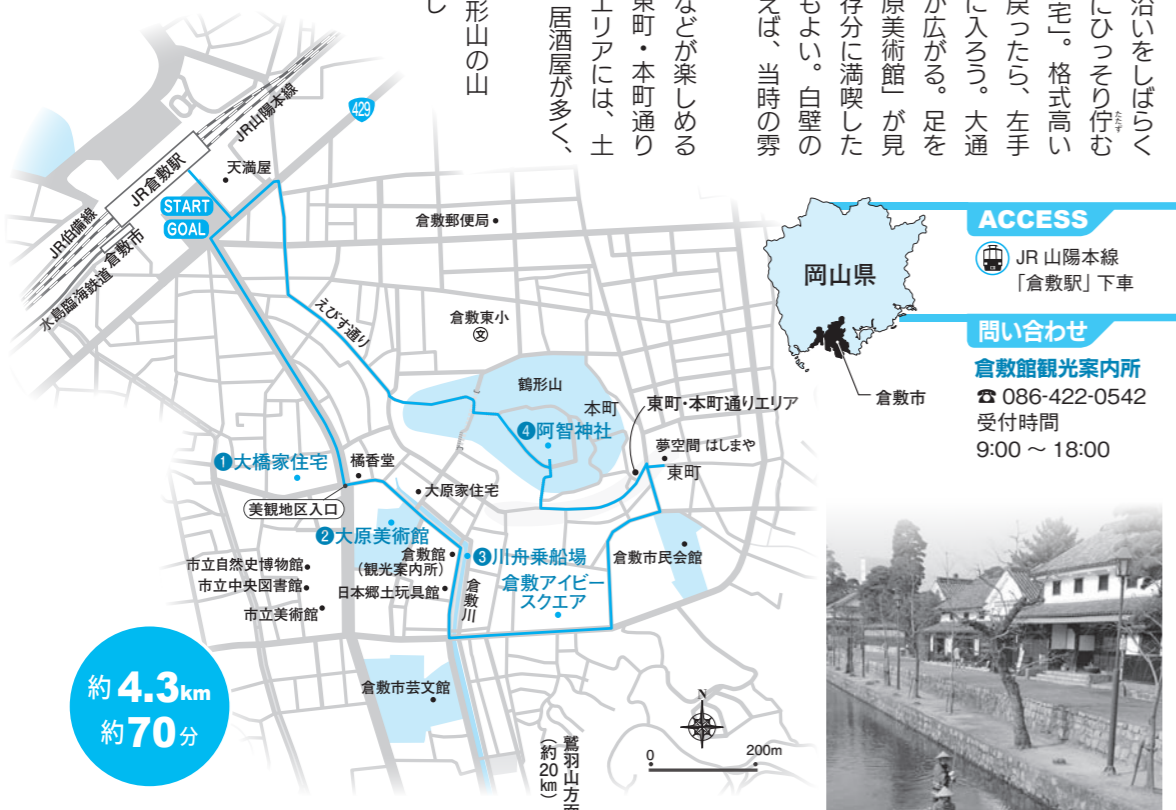 沿いをしばらく
にひっそり佇む
たたず
宅」。格式高い
戻ったら、左手
に入ろう。大通
が広がる。足を
原美術館」が見
存分に満喫した
もよい。白壁の
えば、当時の雰
などが楽しめる
東町・本町通り
エリアには、土
居酒屋が多く、
形山の山
し
429
JR山陽本線
天満屋
JR倉敷駅
START
GOAL
JR伯備線
倉敷市
水島臨海鉄道
倉敷郵便局
えびす通り
倉敷東小
文
鶴形山
本町
東町・本町通りエリア
❹阿智神社
夢空間 はしまや
東町
❶大橋家住宅
橘香堂
大原家住宅
美観地区入口
❷大原美術館
倉敷館
(観光案内所)
❸川舟乗船場
倉敷市民会館
市立自然史博物館
市立中央図書館
日本郷土玩具館
倉敷川
倉敷アイビー
スクエア
市立美術館
倉敷市芸文館
約4.3km
約70分
N
0 200m
鷲羽山方面
(約20㎞)
岡山県
倉敷市
ACCESS
JR 山陽本線
「倉敷駅」下車
問い合わせ
倉敷館観光案内所
☎ 086-422-0542
受付時間
9:00 ～ 18:00